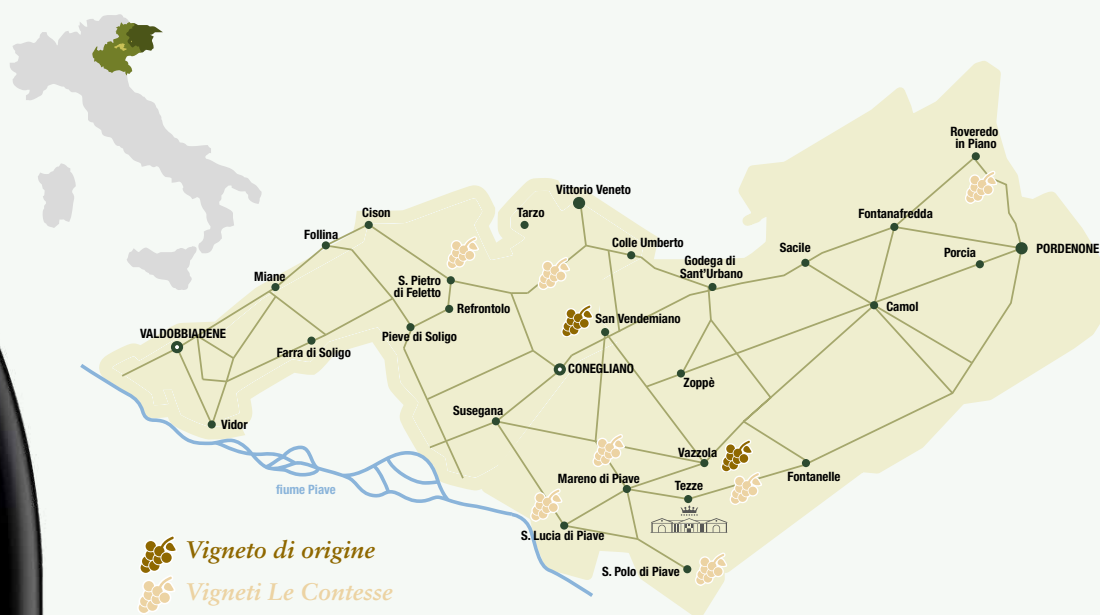 Roveredo
in Piano
Vittorio Veneto
Cison
Tarzo
Fontanafredda
Follina
Colle Umberto
Sacile
PORDENONE
Godega di
Sant'Urbano
Porcia
Miane
S. Pietro
di Feletto
Refrontolo
Camol
San Vendemiano
VALDOBBIADENE
Pieve di Soligo
Farra di Soligo
CONEGLIANO
Zoppè
Susegana
Vidor
Vazzola
Mareno di Piave
Tezze
Fontanelle
fiume Piave
S. Lucia di Piave
Vigneto di origine
S. Polo di Piave
Vigneti Le Contesse